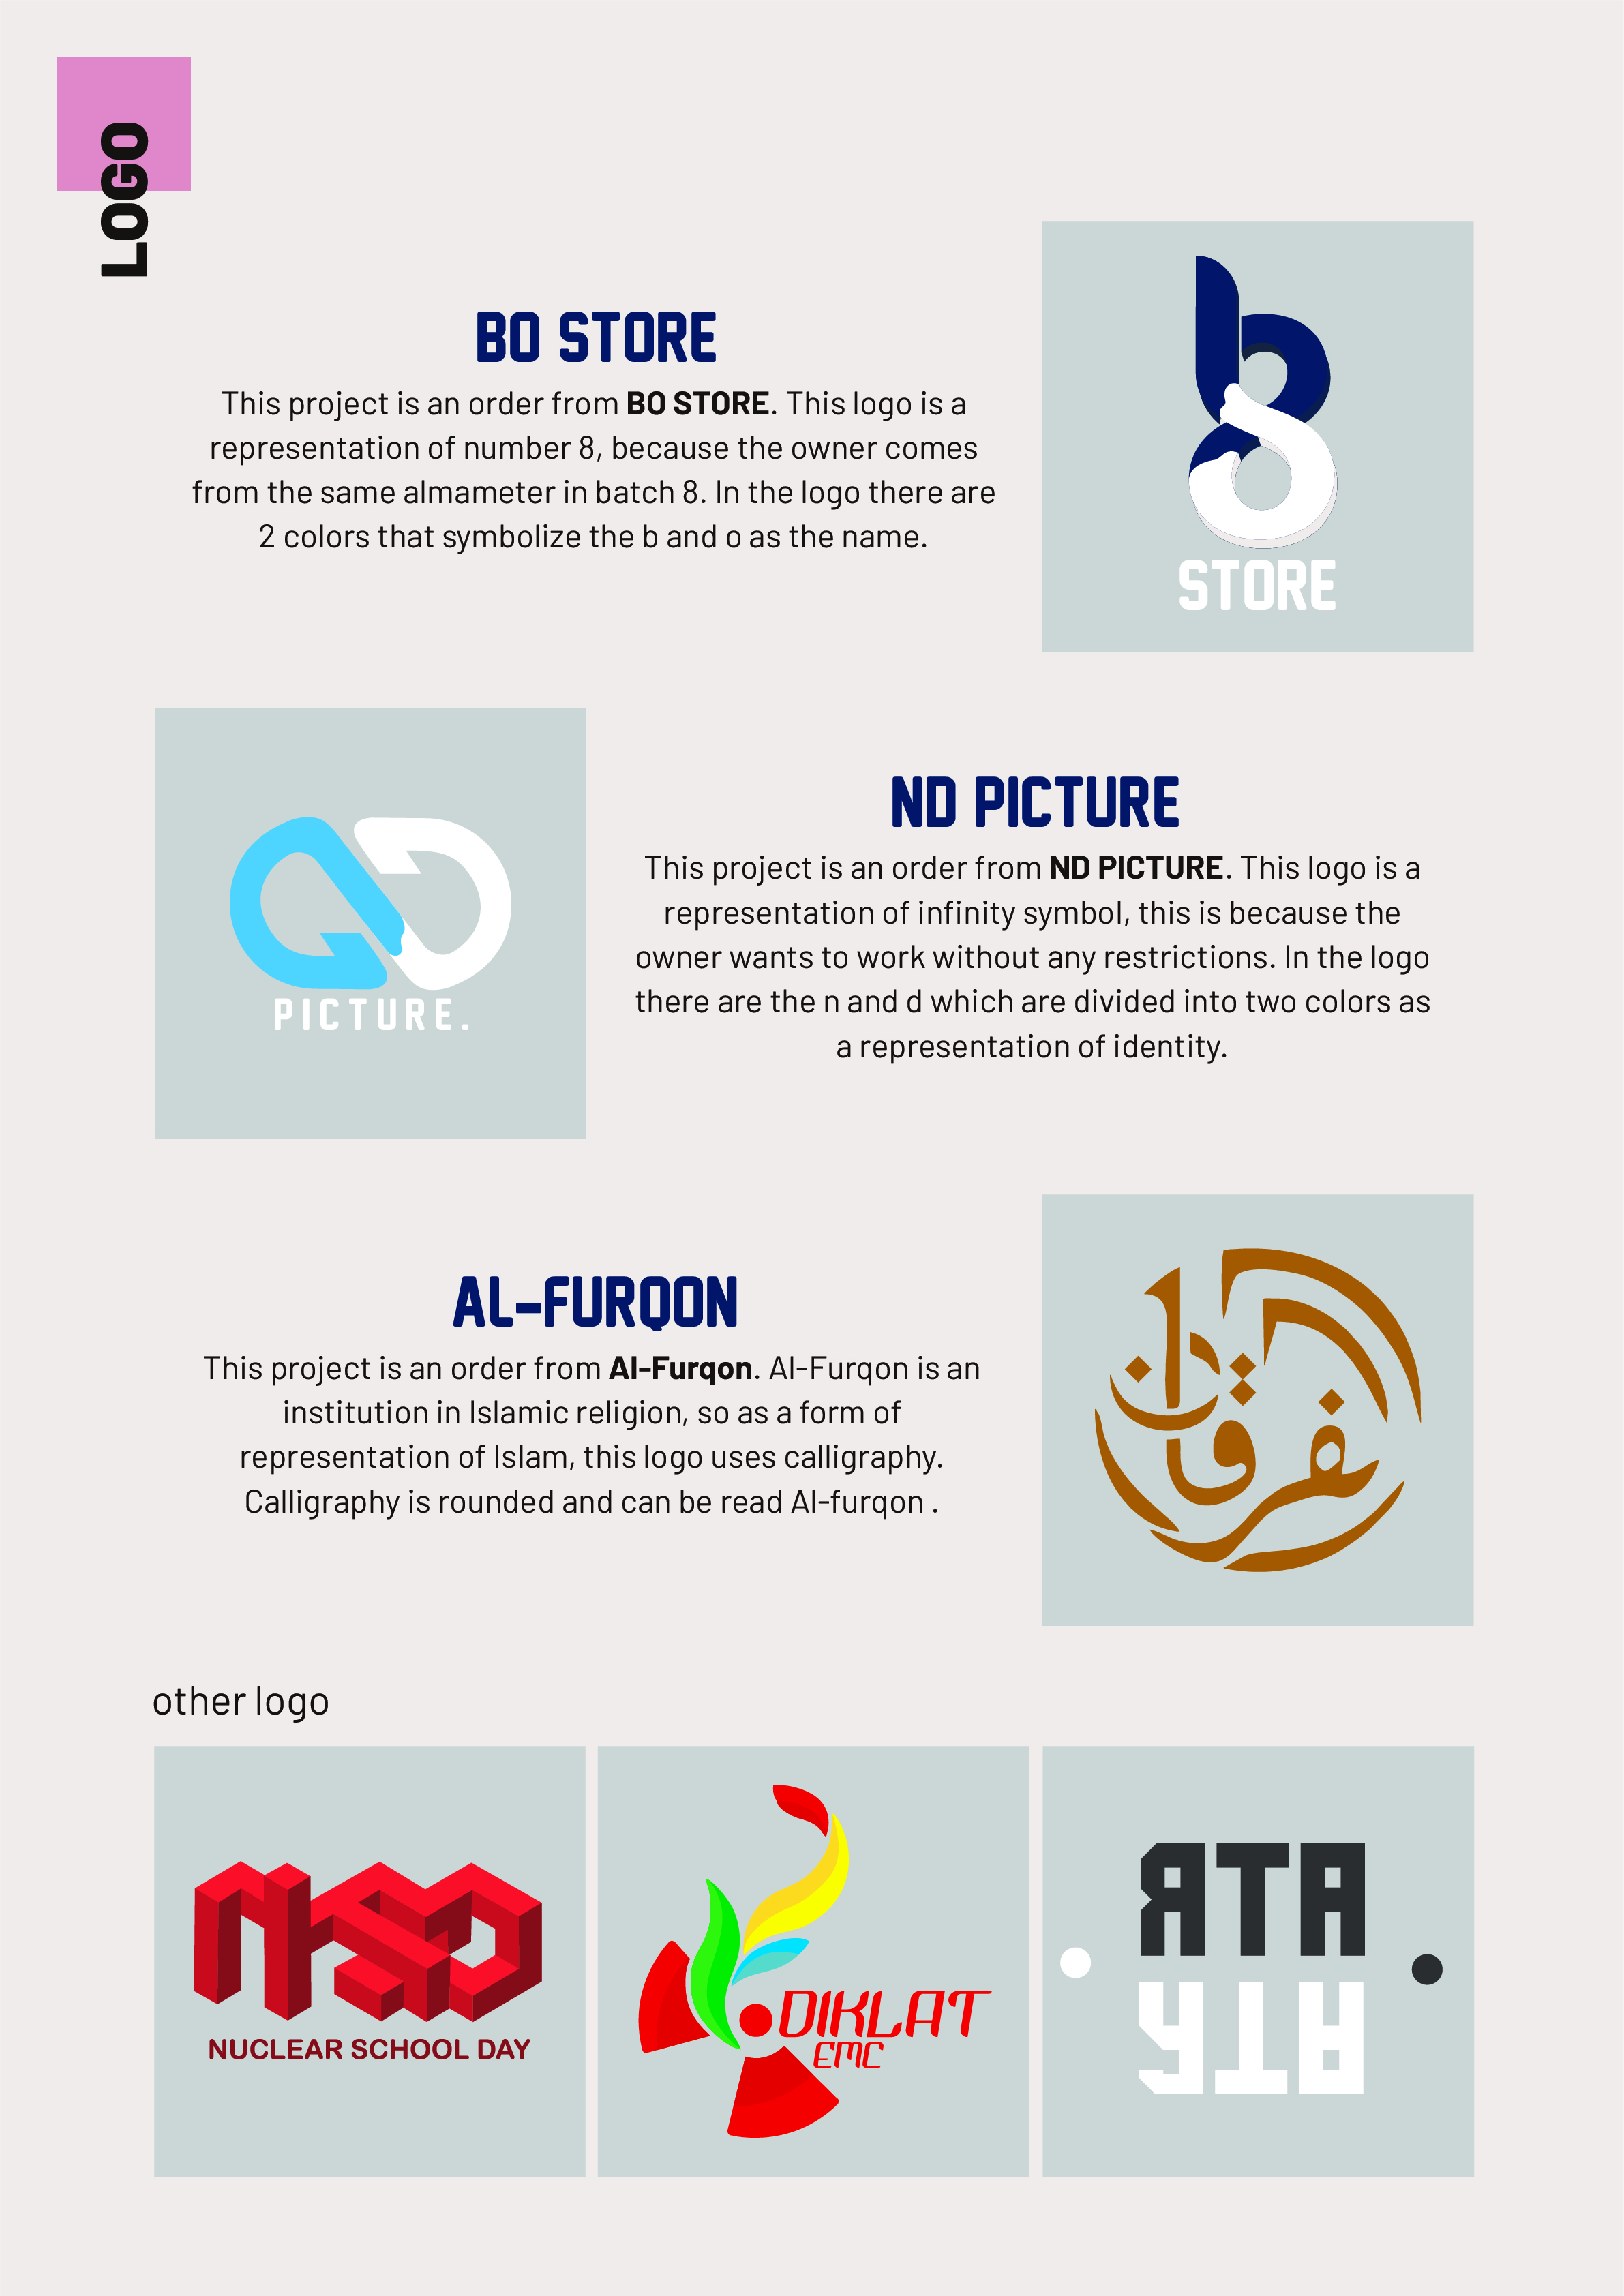 LOGO
BO STORE
This project is an order from BO STORE. This logo is a
representation of number 8, because the owner comes
from the same almameter in batch 8. In the logo there are
2 colors that symbolize the b and o as the name.
STORE
PICTURE.
ND PICTURE
This project is an order from ND PICTURE. This logo is a
representation of infinity symbol, this is because the
owner wants to work without any restrictions. In the logo
there are the n and d which are divided into two colors as
a representation of identity.
AL-FURQON
This project is an order from Al-Furqon. Al-Furqon is an
institution in Islamic religion, so as a form of
representation of Islam, this logo uses calligraphy.
Calligraphy is rounded and can be read Al-furqon .
الفرقان
other logo
NSD
NUCLEAR SCHOOL DAY
DIKLAT
EMC
ЯTA